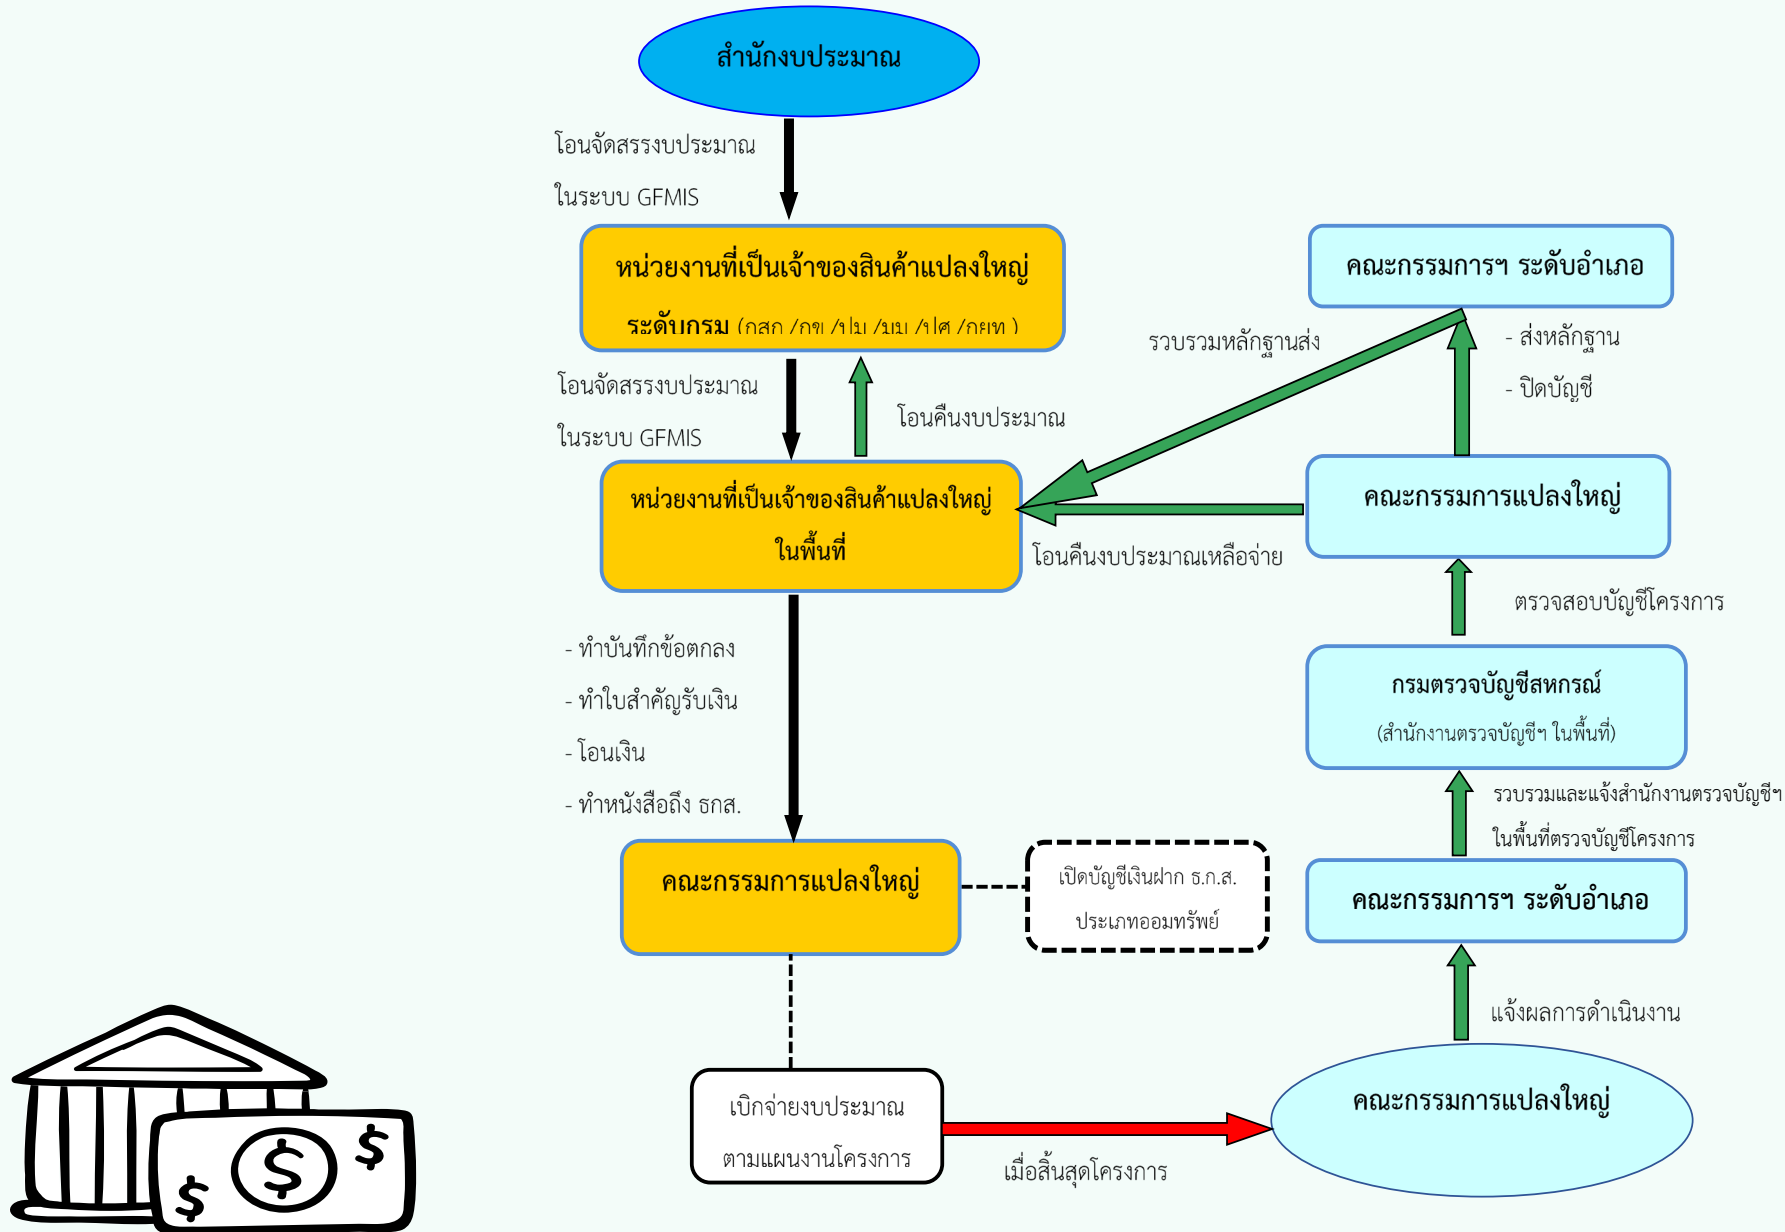 สำนักงบประมาณ
โอนจัดสรรงบประมาณ
ในระบบ GFMIS
หน่วยงานที่เป็นเจ้าของสินค้าแปลงใหญ่
ระดับกรม (กสก /กข /ปม /มม /ปศ /กยท )
โอนจัดสรรงบประมาณ
ในระบบ GFMIS
โอนคืนงบประมาณ
หน่วยงานที่เป็นเจ้าของสินค้าแปลงใหญ่
ในพื้นที่
- ทำบันทึกข้อตกลง
- ทำใบสำคัญรับเงิน
- โอนเงิน
- ทำหนังสือถึง ธกส.
คณะกรรมการแปลงใหญ่
เปิดบัญชีเงินฝาก ธ.ก.ส.
ประเภทออมทรัพย์
เบิกจ่ายงบประมาณ
ตามแผนงานโครงการ
เมื่อสิ้นสุดโครงการ
คณะกรรมการแปลงใหญ่
แจ้งผลการดำเนินงาน
คณะกรรมการฯ ระดับอำเภอ
รวบรวมและแจ้งสำนักงานตรวจบัญชีฯ
ในพื้นที่ตรวจบัญชีโครงการ
กรมตรวจบัญชีสหกรณ์
(สำนักงานตรวจบัญชีฯ ในพื้นที่)
ตรวจสอบบัญชีโครงการ
คณะกรรมการแปลงใหญ่
โอนคืนงบประมาณเหลือจ่าย
- ส่งหลักฐาน
- ปิดบัญชี
คณะกรรมการฯ ระดับอำเภอ
รวบรวมหลักฐานส่ง